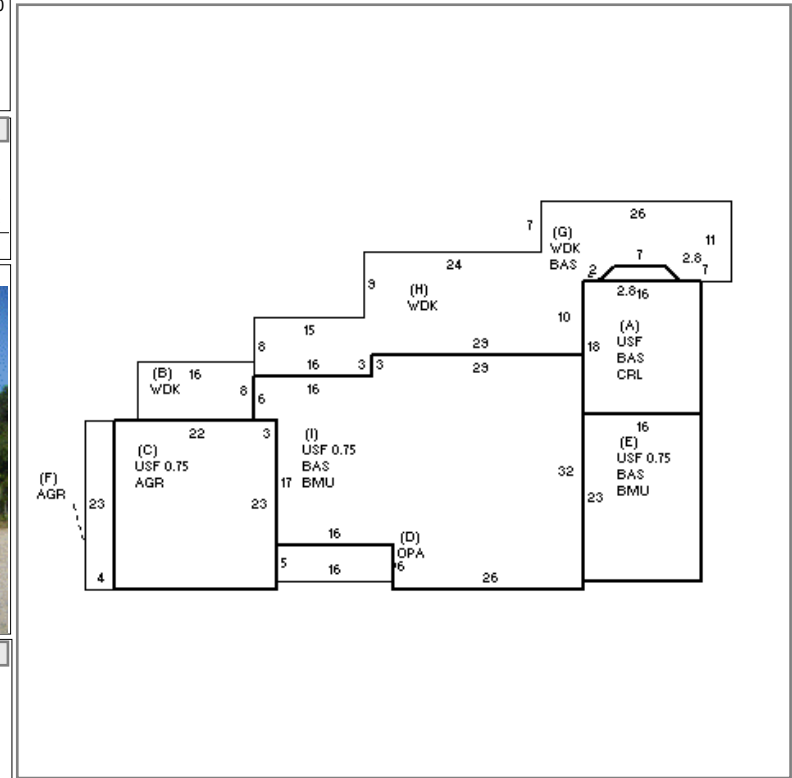 26
7
(G)
WDK
BAS
11
7
2.8
2
7
24
9
(H)
WDK
2.8
16
10
15
(A)
USF
BAS
CRL
8
29
18
16
3
3
29
(B)
WDK
16
8
16
6
16
22
3
(C)
USF 0.75
AGR
(I)
USF 0.75
BAS
BMU
(E)
USF 0.75
BAS
BMU
32
(F)
AGR
17
23
23
23
16
(D)
OPA
6
5
16
4
26